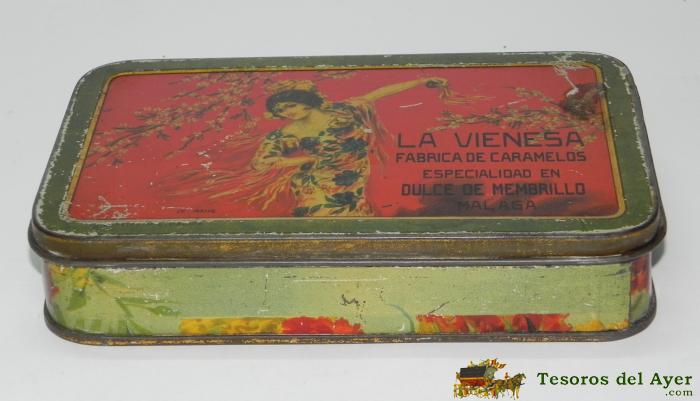 LA VIENESA
FABRICA DE CARAMELOS
ESPECIALIDAD EN
DULCE DE MEMBRILLO
MALAGA
Tesoros del Ayer
.com